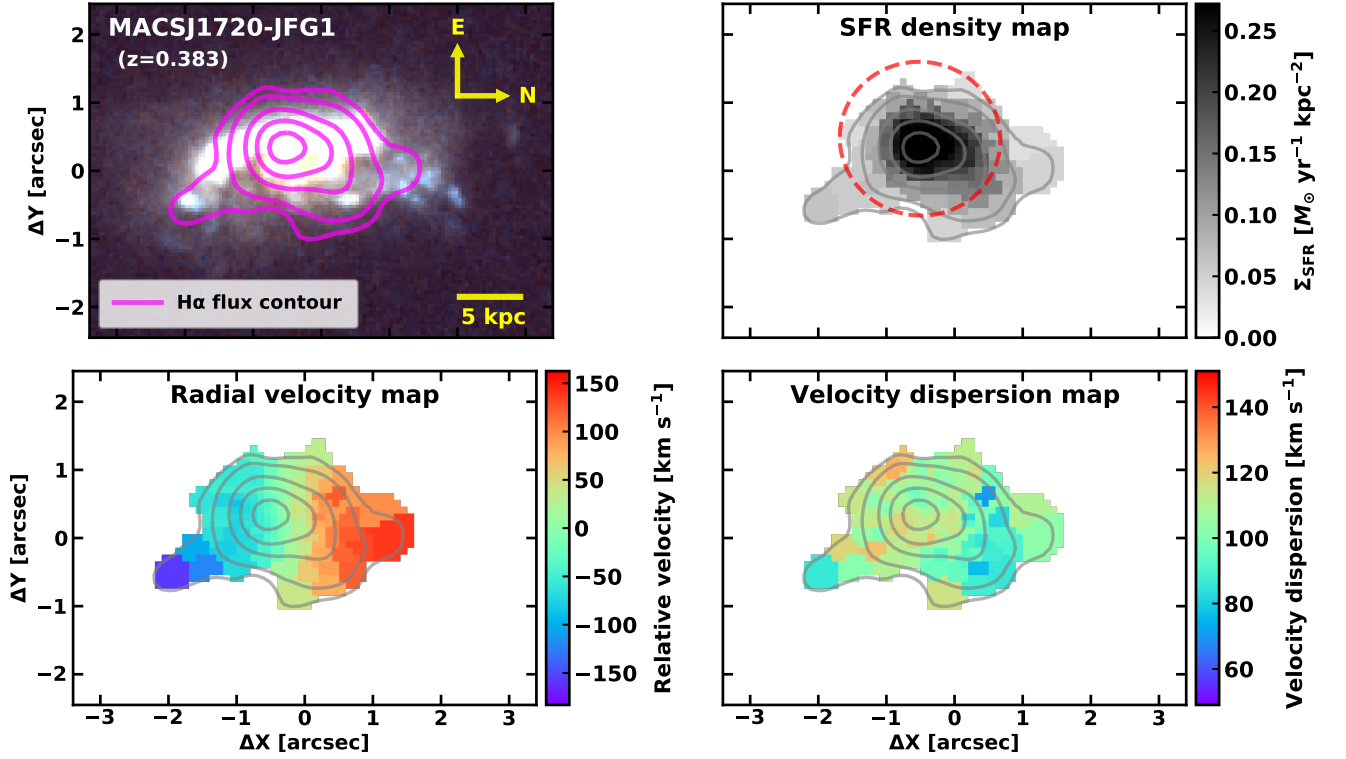 MACSJ1720-JFG1
(z=0.383)
E
N
Hα flux contour
5 kpc
ΔY [arcsec]
2
1
0
−1
−2
SFR density map
0.25
0.20
0.15
0.10
0.05
0.00
Σ_SFR [M⊙ yr⁻¹ kpc⁻²]
Radial velocity map
ΔY [arcsec]
2
1
0
−1
−2
−3 −2 −1 0 1 2 3
ΔX [arcsec]
150
100
50
0
−50
−100
−150
Relative velocity [km s⁻¹]
Velocity dispersion map
−3 −2 −1 0 1 2 3
ΔX [arcsec]
140
120
100
80
60
Velocity dispersion [km s⁻¹]